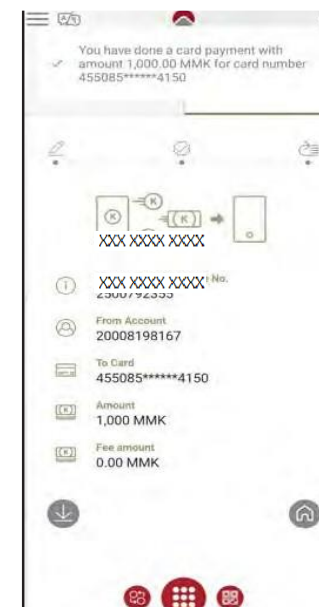 You have done a card payment with
amount 1,000.00 MMK for card number
455085******4150
XXX XXXX XXXX
XXX XXXX XXXX No.
2500792355
From Account
20008198167
To Card
455085******4150
Amount
1,000 MMK
Fee amount
0.00 MMK